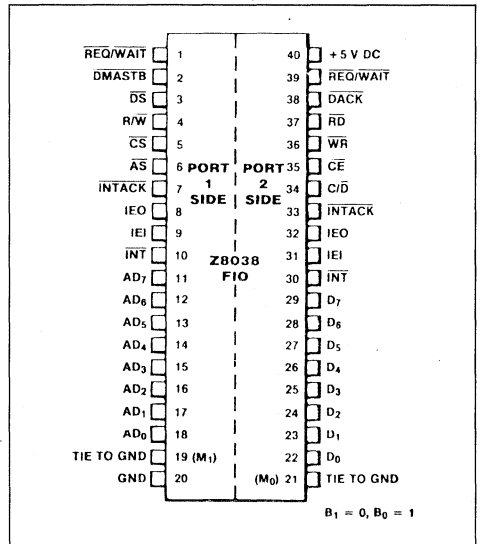 REQ/WAIT 1 40 +5 V DC
DMASTB 2 39 REQ/WAIT
DS 3 38 DACK
R/W 4 37 RD
CS 5 36 WR
AS 6 PORT PORT 35 CE
INTACK 7 1 2 34 C/D
SIDE SIDE 33 INTACK
IEO 8 32 IEO
IEI 9 31 IEI
INT 10 Z8038 30 INT
AD7 11 FIO 29 D7
AD6 12 28 D6
AD5 13 27 D5
AD4 14 26 D4
AD3 15 25 D3
AD2 16 24 D2
AD1 17 23 D1
AD0 18 22 D0
TIE TO GND 19 (M1) (M0) 21 TIE TO GND
GND 20
B1 = 0, B0 = 1